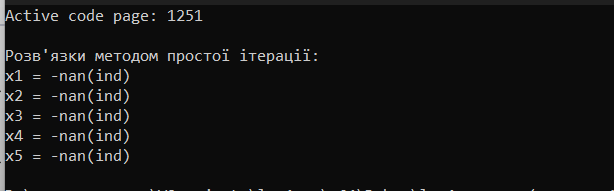 Active code page: 1251
Розв'язки методом простої ітерації:
x1 = -nan(ind)
x2 = -nan(ind)
x3 = -nan(ind)
x4 = -nan(ind)
x5 = -nan(ind)